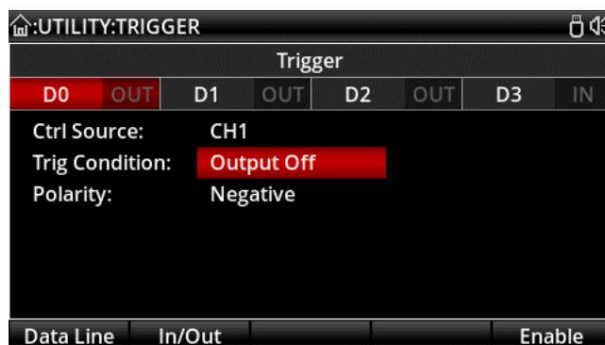 :UTILITY:TRIGGER
Trigger
D0 OUT D1 OUT D2 OUT D3 IN
Ctrl Source: CH1
Trig Condition: Output Off
Polarity: Negative
Data Line In/Out Enable